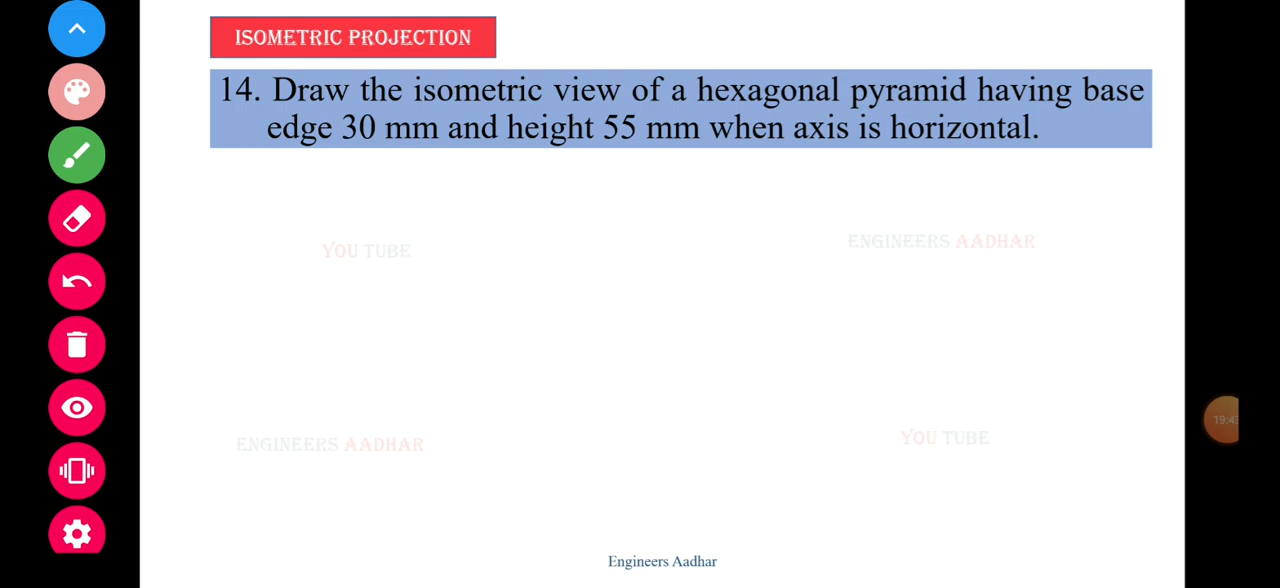 ISOMETRIC PROJECTION
14. Draw the isometric view of a hexagonal pyramid having base
edge 30 mm and height 55 mm when axis is horizontal.
YOU TUBE
ENGINEERS AADHAR
ENGINEERS AADHAR
YOU TUBE
Engineers Aadhar